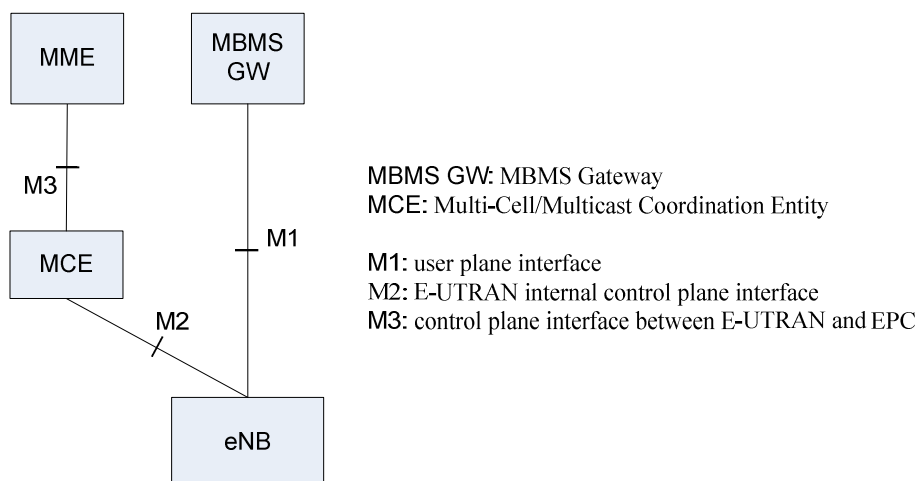 MME
MBMS
GW
M3
M1
MCE
M2
eNB
MBMS GW: MBMS Gateway
MCE: Multi-Cell/Multicast Coordination Entity
M1: user plane interface
M2: E-UTRAN internal control plane interface
M3: control plane interface between E-UTRAN and EPC